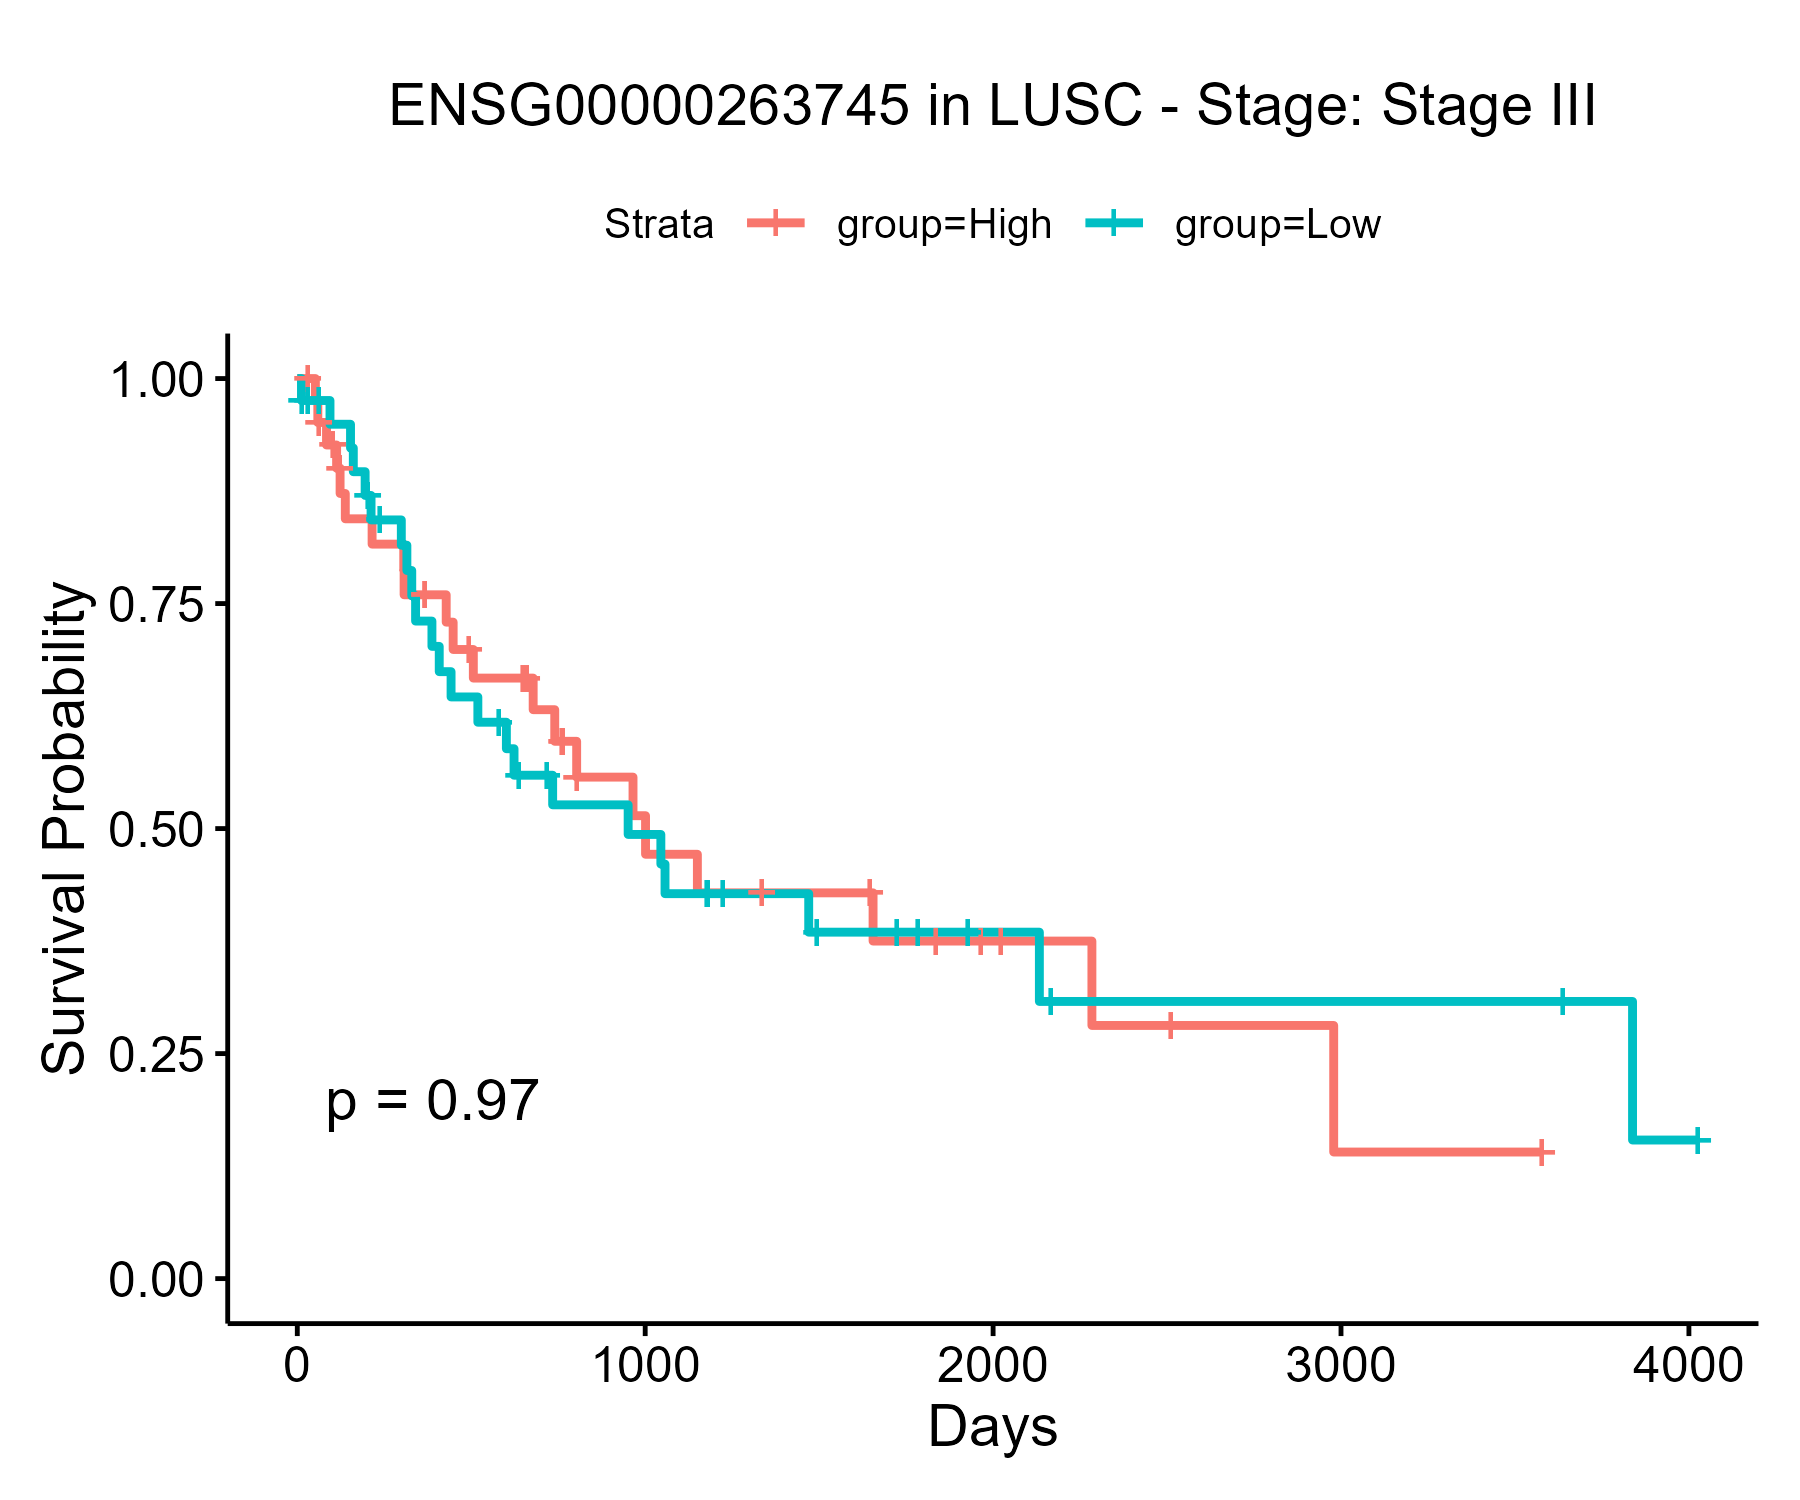 ENSG00000263745 in LUSC - Stage: Stage III
Strata group=High group=Low
Survival Probability
1.00
0.75
0.50
0.25
0.00
p = 0.97
0 1000 2000 3000 4000
Days